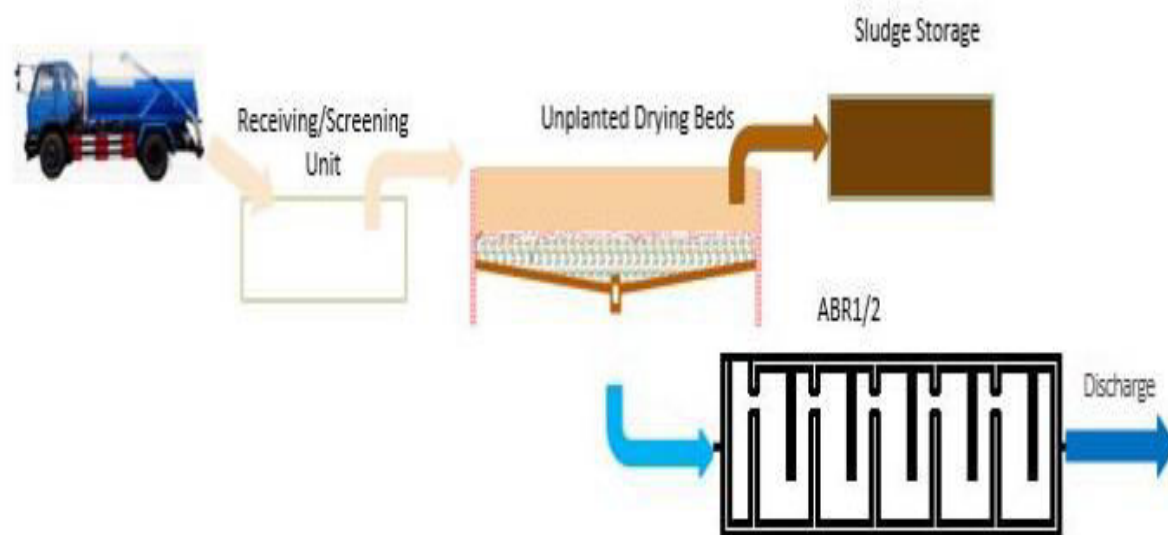 Sludge Storage
Receiving/Screening
Unit
Unplanted Drying Beds
ABR1/2
Discharge